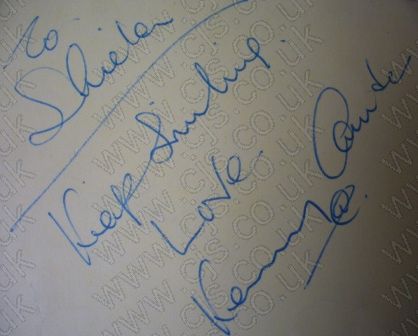 To.
Shiela
Keep Smiling.
Love.
Kenny
www.cjs.co.uk